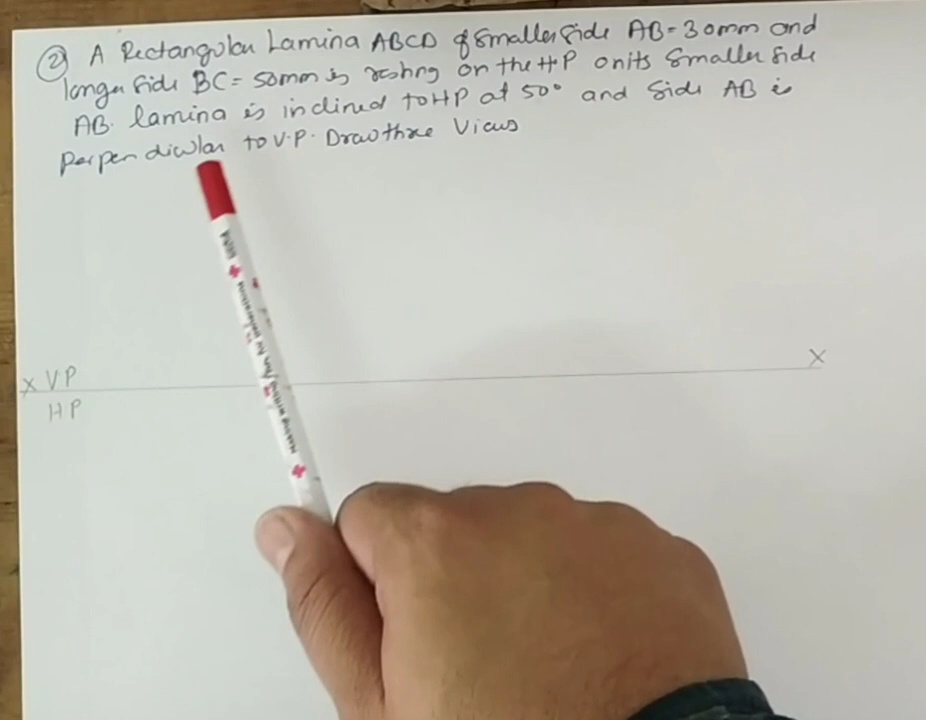 ② A Rectangular Lamina ABCD of Smaller Side AB = 30mm and
longer side BC = 50mm is resting on the HP on its Smaller side
AB. lamina is inclined to HP at 50° and Side AB is
perpendicular to V.P. Draw three Views
X VP
X
HP